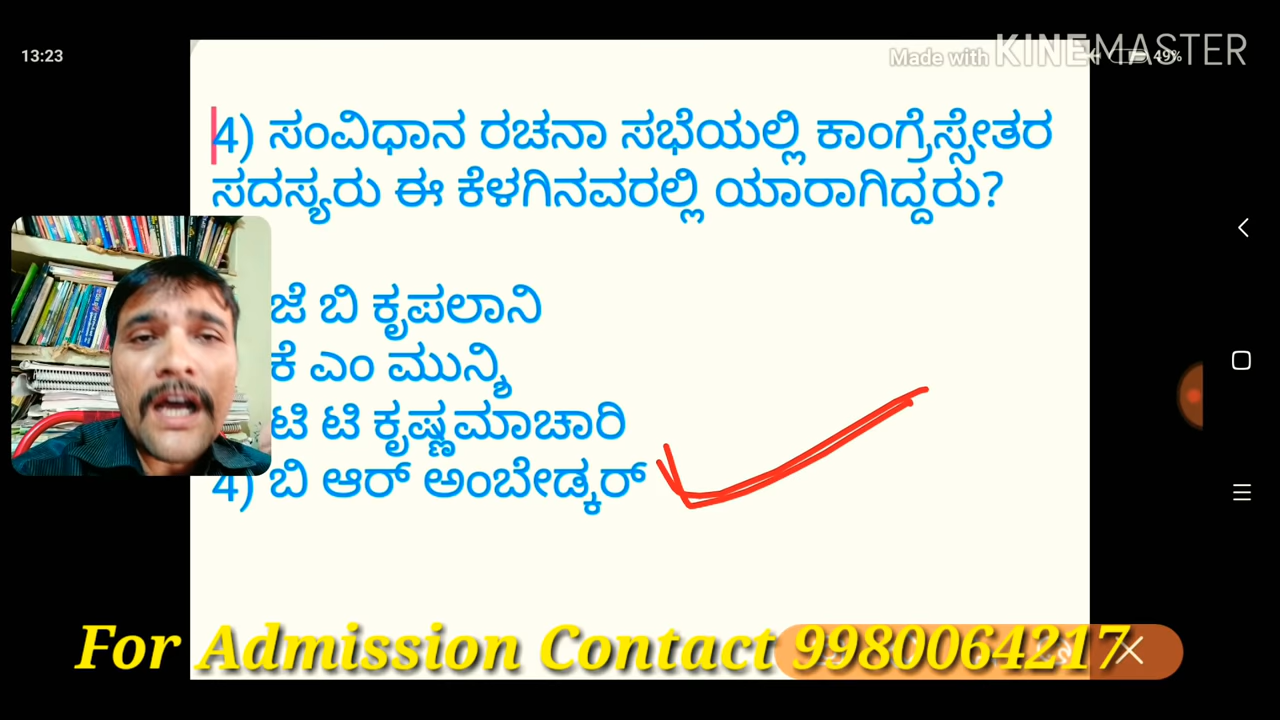 13:23
Made with KINEMASTER
49%
4) ಸಂವಿಧಾನ ರಚನಾ ಸಭೆಯಲ್ಲಿ ಕಾಂಗ್ರೆಸ್ಸೇತರ
ಸದಸ್ಯರು ಈ ಕೆಳಗಿನವರಲ್ಲಿ ಯಾರಾಗಿದ್ದರು?
ಜೆ ಬಿ ಕೃಪಲಾನಿ
ಕೆ ಎಂ ಮುನ್ಶಿ
ಟಿ ಟಿ ಕೃಷ್ಣಮಾಚಾರಿ
4) ಬಿ ಆರ್ ಅಂಬೇಡ್ಕರ್
For Admission Contact 9980064217